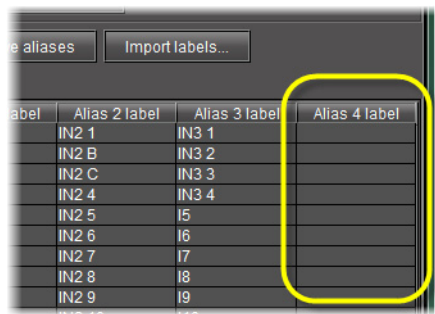 e aliases Import labels...
abel Alias 2 label Alias 3 label Alias 4 label
IN2 1 IN3 1
IN2 B IN3 2
IN2 C IN3 3
IN2 4 IN3 4
IN2 5 I5
IN2 6 I6
IN2 7 I7
IN2 8 I8
IN2 9 I9